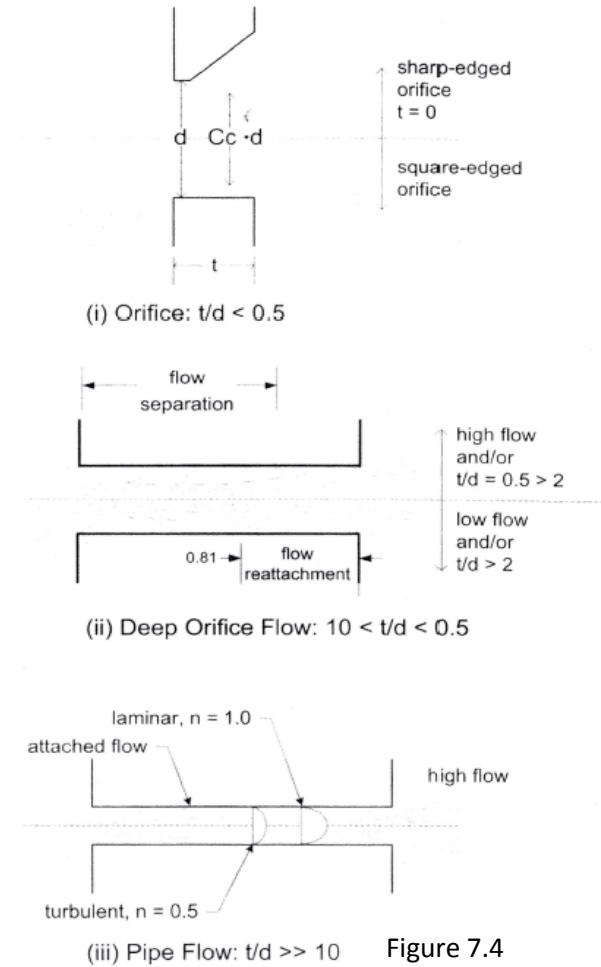 sharp-edged
orifice
t = 0
d Cc •d
square-edged
orifice
t
(i) Orifice: t/d < 0.5
flow
separation
high flow
and/or
t/d = 0.5 > 2
low flow
and/or
t/d > 2
0.81
flow
reattachment
(ii) Deep Orifice Flow: 10 < t/d < 0.5
laminar, n = 1.0
attached flow
high flow
turbulent, n = 0.5
(iii) Pipe Flow: t/d >> 10
Figure 7.4